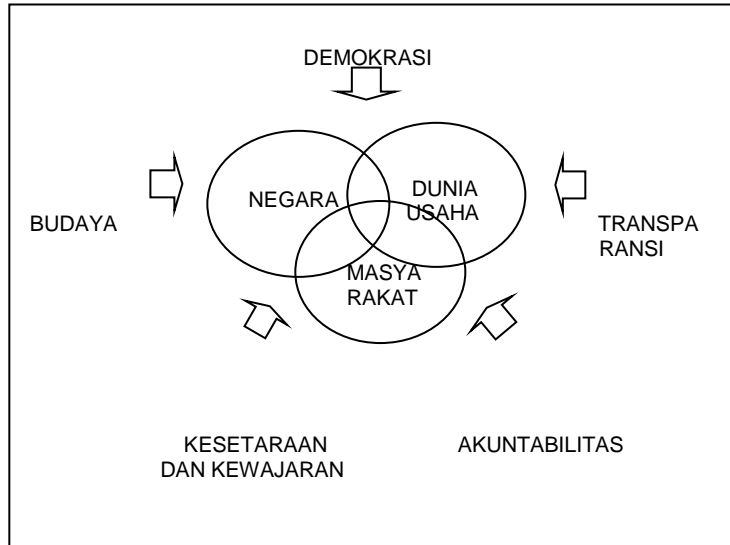 DEMOKRASI
NEGARA
DUNIA
USAHA
BUDAYA
TRANSPA
RANSI
MASYA
RAKAT
KESETARAAN
DAN KEWAJARAN
AKUNTABILITAS